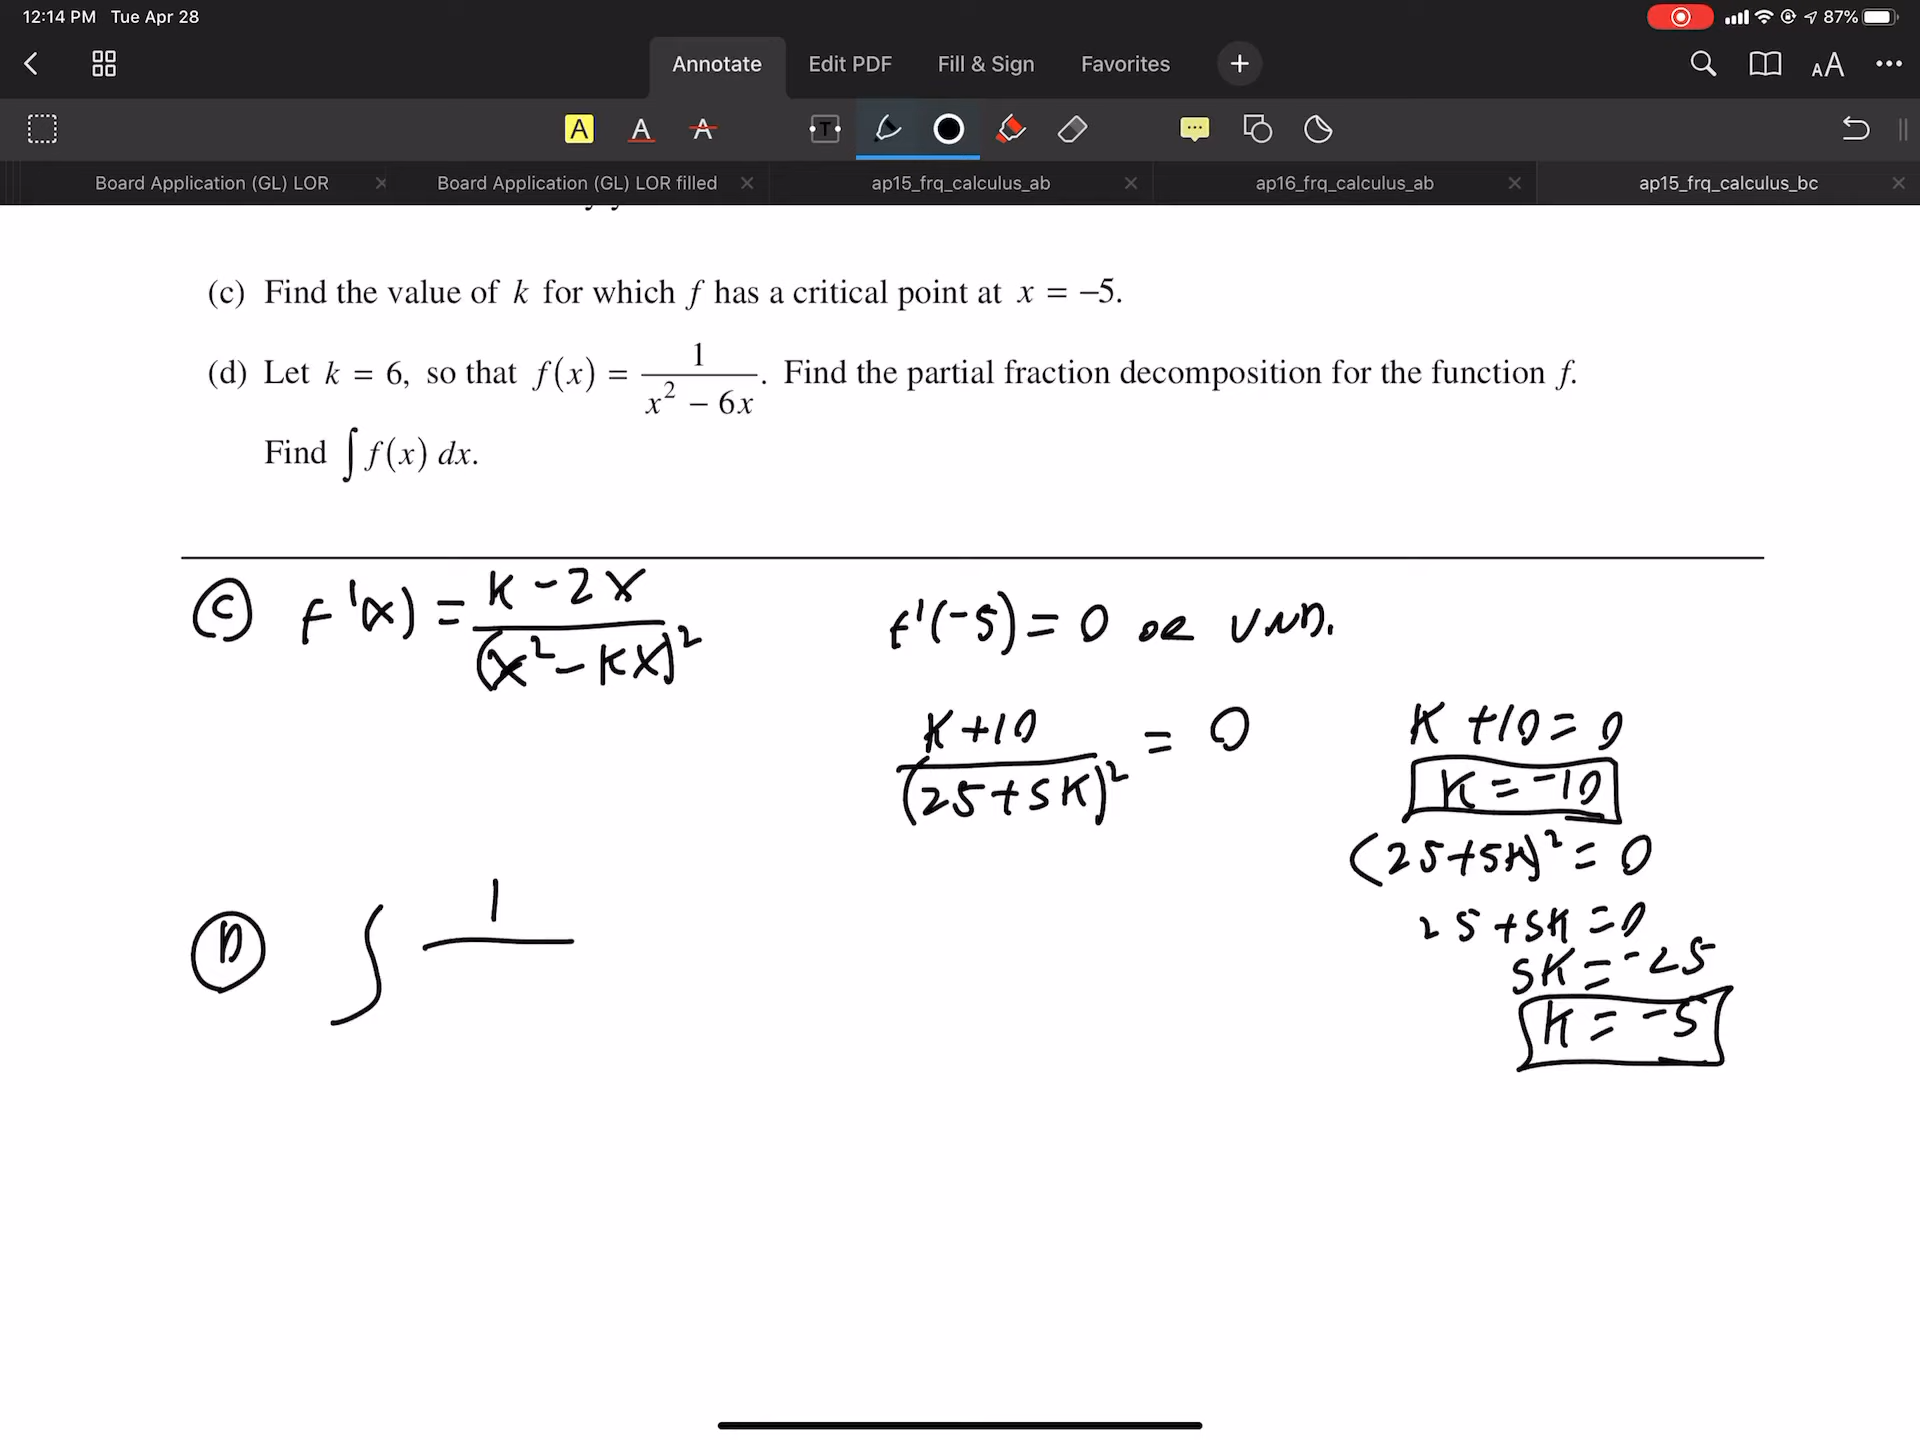 12:14 PM Tue Apr 28
87%
Annotate Edit PDF Fill & Sign Favorites +
AA
A A A T
Board Application (GL) LOR × Board Application (GL) LOR filled × ap15_frq_calculus_ab × ap16_frq_calculus_ab × ap15_frq_calculus_bc ×
(c) Find the value of k for which f has a critical point at x = −5.
(d) Let k = 6, so that f(x) = 1/(x² − 6x). Find the partial fraction decomposition for the function f.
Find ∫ f(x) dx.
Ⓒ f'(x) = (K - 2X)/(X² - KX)²
f'(-5) = 0 OR UND.
(K+10)/(25+5K)² = 0
K+10=0
K=-10
(25+5K)²=0
25+5K=0
5K=-25
K=-5
Ⓓ ∫ 1